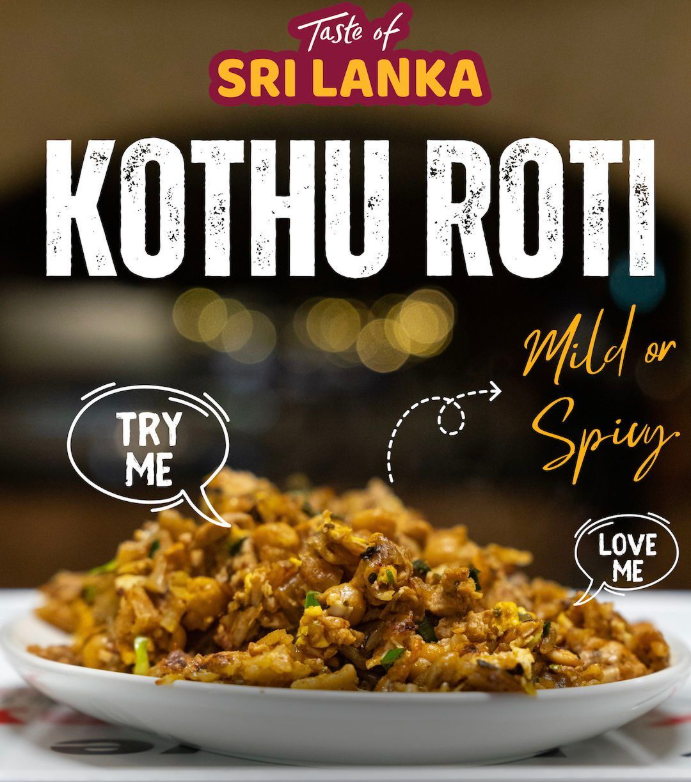 Taste of
SRI LANKA
KOTHU ROTI
Mild or
Spicy
TRY
ME
LOVE
ME